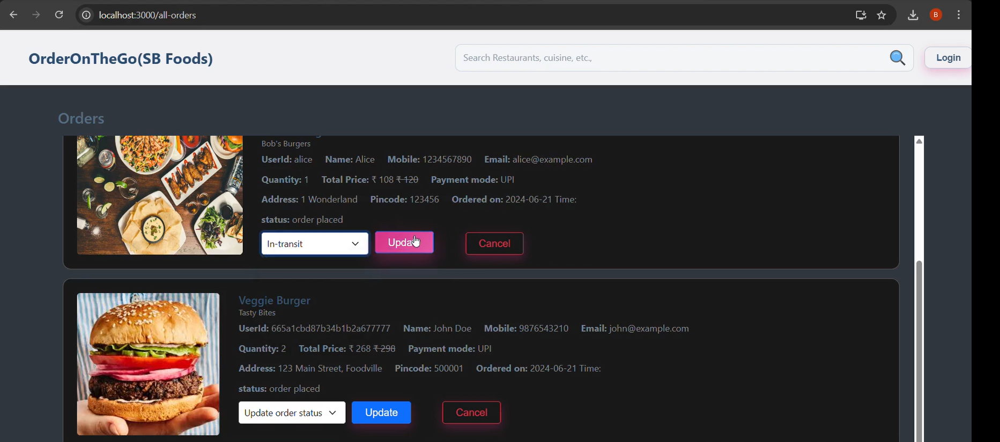 localhost:3000/all-orders
B
OrderOnTheGo(SB Foods)
Search Restaurants, cuisine, etc.,
Login
Orders
Bob's Burgers
UserId: alice Name: Alice Mobile: 1234567890 Email: alice@example.com
Quantity: 1 Total Price: ₹ 108 ₹ 120 Payment mode: UPI
Address: 1 Wonderland Pincode: 123456 Ordered on: 2024-06-21 Time:
status: order placed
In-transit Update Cancel
Veggie Burger
Tasty Bites
UserId: 665a1cbd87b34b1b2a677777 Name: John Doe Mobile: 9876543210 Email: john@example.com
Quantity: 2 Total Price: ₹ 268 ₹ 298 Payment mode: UPI
Address: 123 Main Street, Foodville Pincode: 500001 Ordered on: 2024-06-21 Time:
status: order placed
Update order status Update Cancel